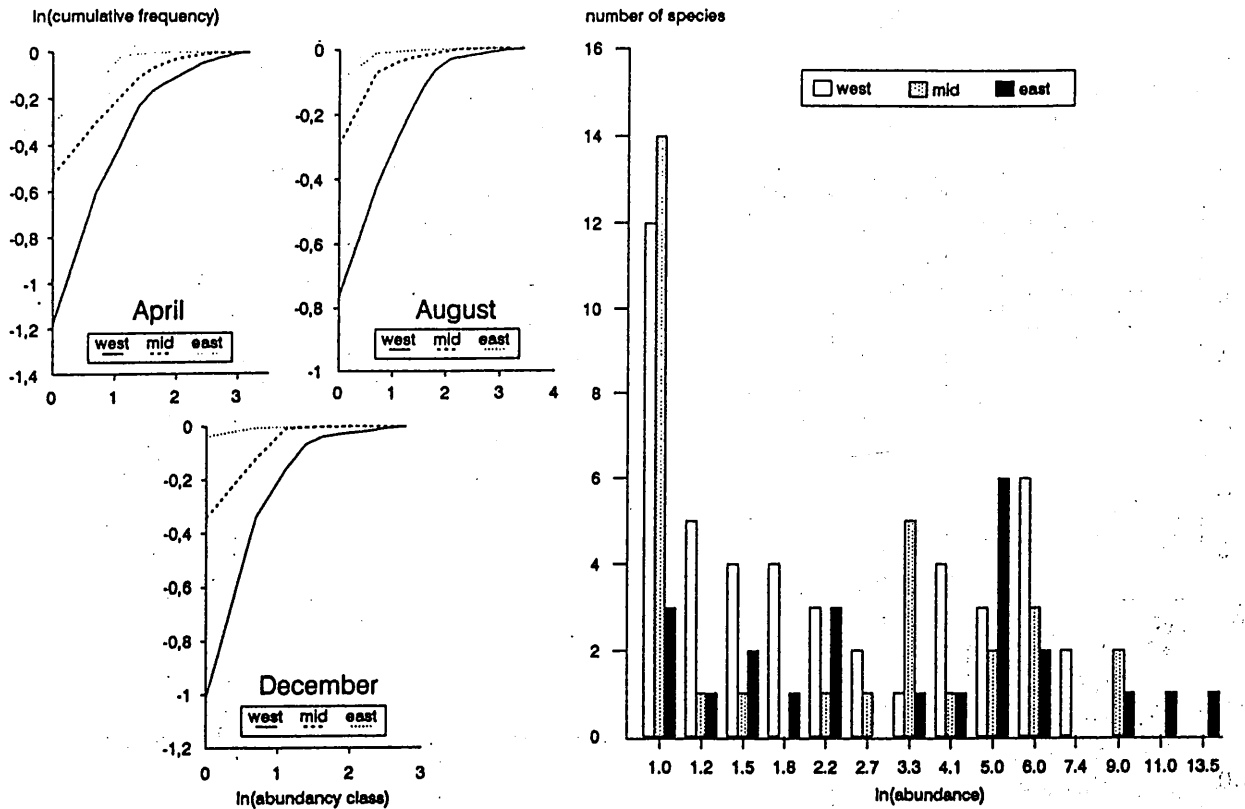 ln(cumulative frequency)
0
-0,2
-0,4
-0,6
-0,8
-1
-1,2
-1,4
April
west mid east
0 1 2 3
0
-0,2
-0,4
-0,6
-0,8
-1
August
west mid east
0 1 2 3 4
0
-0,2
-0,4
-0,6
-0,8
-1
-1,2
December
west mid east
0 1 2 3
ln(abundancy class)
number of species
16
14
12
10
8
6
4
2
0
west mid east
1.0 1.2 1.5 1.8 2.2 2.7 3.3 4.1 5.0 6.0 7.4 9.0 11.0 13.5
ln(abundance)